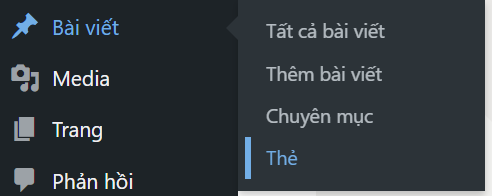 Bài viết
Media
Trang
Phản hồi
Tất cả bài viết
Thêm bài viết
Chuyên mục
Thẻ